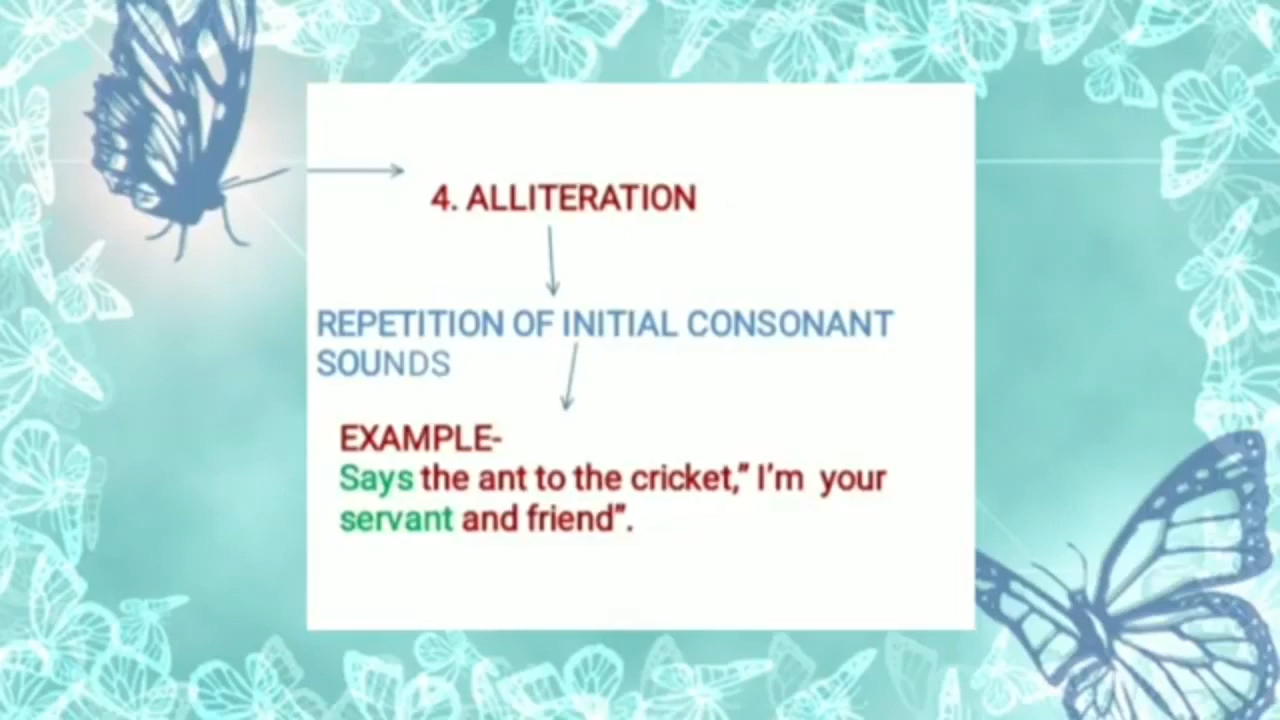 4. ALLITERATION
REPETITION OF INITIAL CONSONANT
SOUNDS
EXAMPLE-
Says the ant to the cricket,” I’m your
servant and friend”.